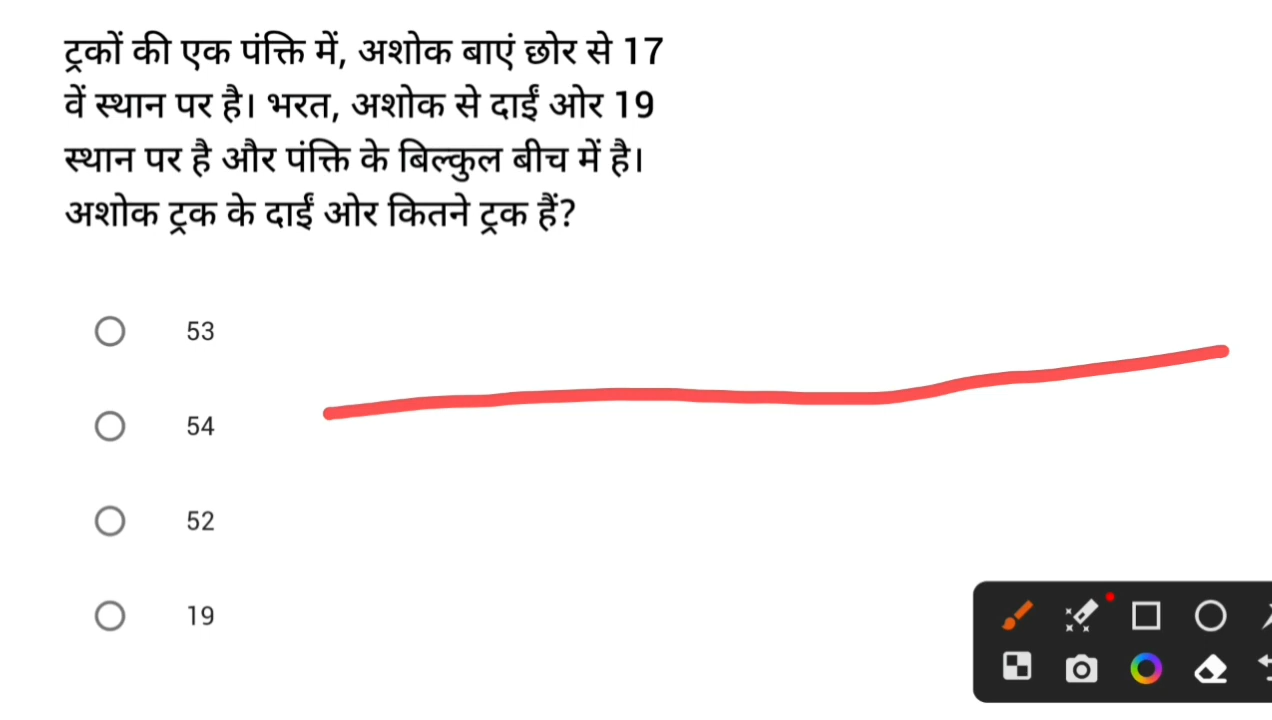 ट्रकों की एक पंक्ति में, अशोक बाएं छोर से 17
वें स्थान पर है। भरत, अशोक से दाईं ओर 19
स्थान पर है और पंक्ति के बिल्कुल बीच में है।
अशोक ट्रक के दाईं ओर कितने ट्रक हैं?
53
54
52
19